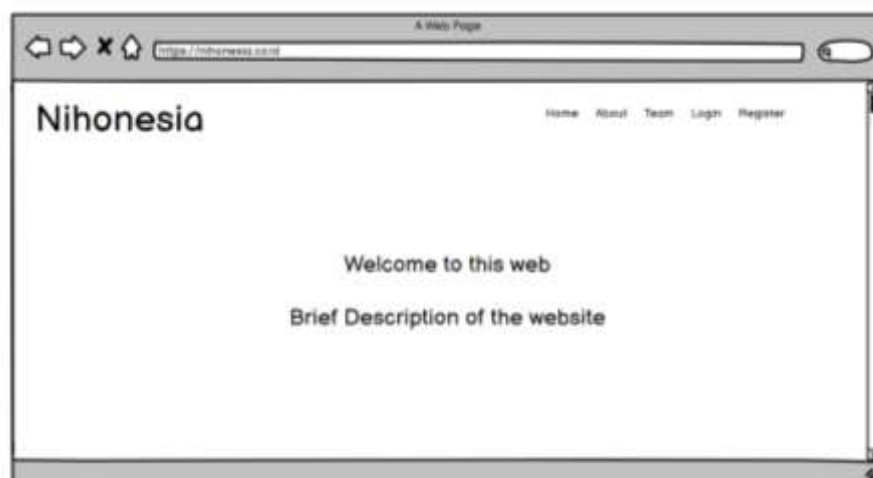 A Web Page
Nihonesia
Home About Team Login Register
Welcome to this web
Brief Description of the website